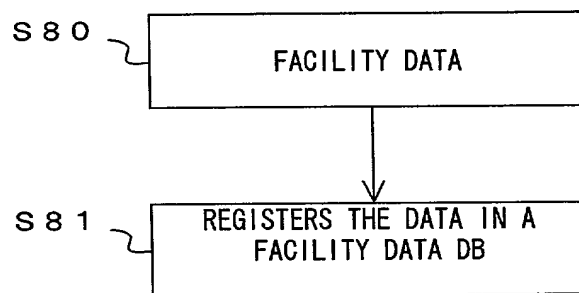 S80
FACILITY DATA
S81
REGISTERS THE DATA IN A
FACILITY DATA DB